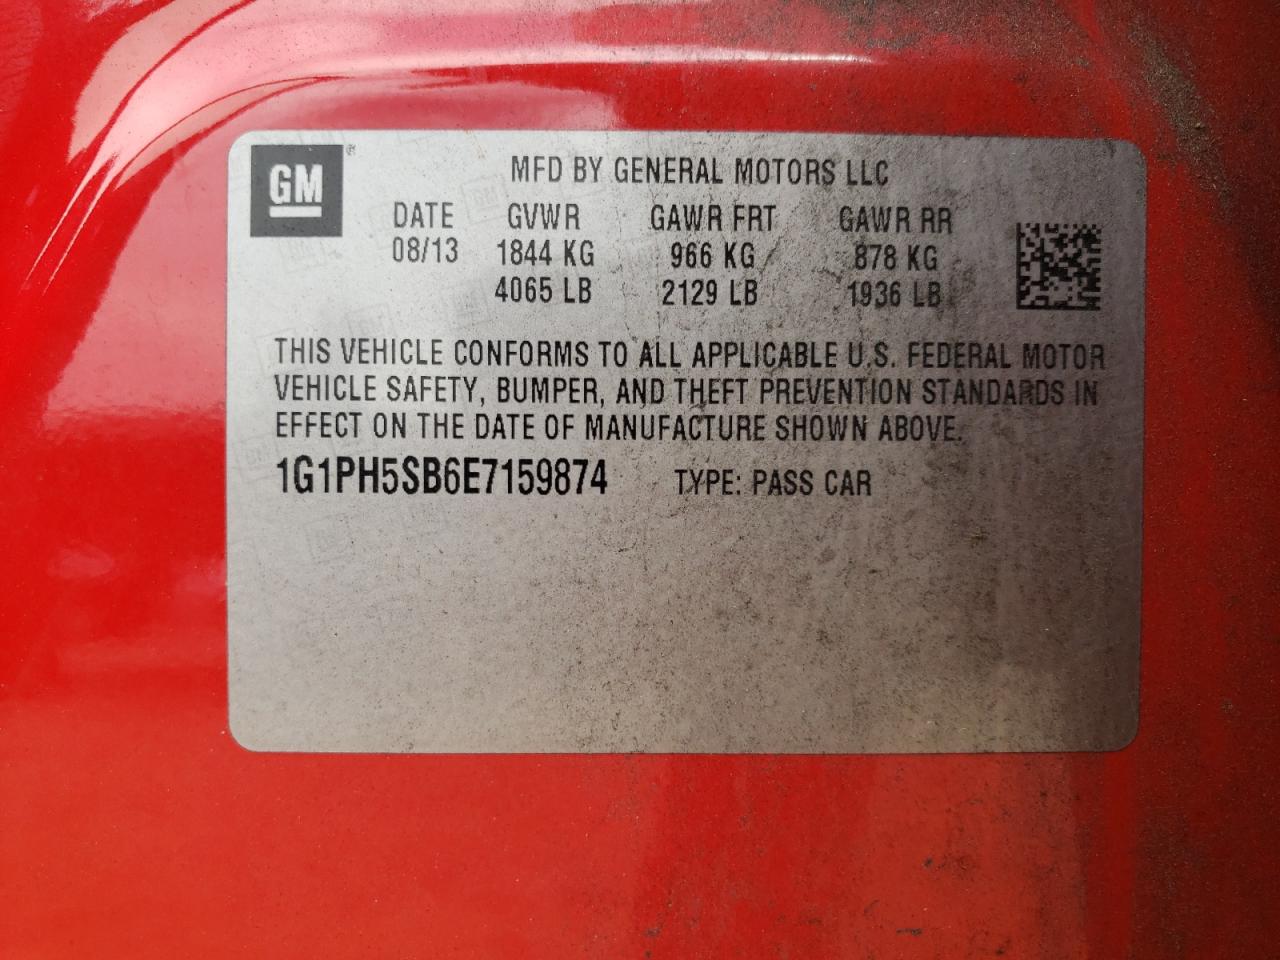 GM® MFD BY GENERAL MOTORS LLC
DATE GVWR GAWR FRT GAWR RR
08/13 1844 KG 966 KG 878 KG
4065 LB 2129 LB 1936 LB
THIS VEHICLE CONFORMS TO ALL APPLICABLE U.S. FEDERAL MOTOR
VEHICLE SAFETY, BUMPER, AND THEFT PREVENTION STANDARDS IN
EFFECT ON THE DATE OF MANUFACTURE SHOWN ABOVE.
1G1PH5SB6E7159874 TYPE: PASS CAR